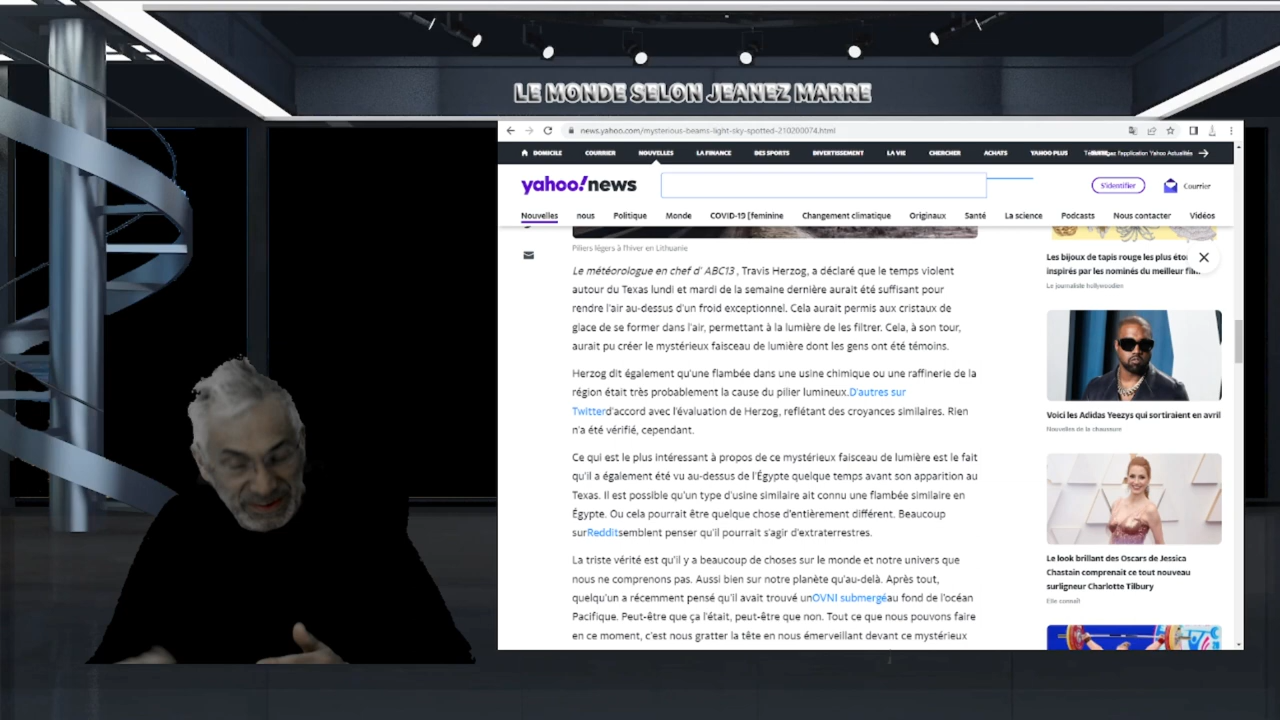 LE MONDE SELON JEANEZ MARRE
news.yahoo.com/mysterious-beams-light-sky-spotted-210200074.html
DOMICILE COURRIER NOUVELLES LA FINANCE DES SPORTS DIVERTISSEMENT LA VIE CHERCHER ACHATS YAHOO PLUS l'application Yahoo Actualités
yahoo!news
S'identifier Courrier
Nouvelles nous Politique Monde COVID-19 [feminine Changement climatique Originaux Santé La science Podcasts Nous contacter Vidéos
Piliers légers à l'hiver en Lithuanie
Le météorologue en chef d' ABC13 , Travis Herzog, a déclaré que le temps violent
autour du Texas lundi et mardi de la semaine dernière aurait été suffisant pour
rendre l'air au-dessus d'un froid exceptionnel. Cela aurait permis aux cristaux de
glace de se former dans l'air, permettant à la lumière de les filtrer. Cela, à son tour,
aurait pu créer le mystérieux faisceau de lumière dont les gens ont été témoins.
Herzog dit également qu'une flambée dans une usine chimique ou une raffinerie de la
région était très probablement la cause du pilier lumineux.D'autres sur
Twitterd'accord avec l'évaluation de Herzog, reflétant des croyances similaires. Rien
n'a été vérifié, cependant.
Ce qui est le plus intéressant à propos de ce mystérieux faisceau de lumière est le fait
qu'il a également été vu au-dessus de l'Égypte quelque temps avant son apparition au
Texas. Il est possible qu'un type d'usine similaire ait connu une flambée similaire en
Égypte. Ou cela pourrait être quelque chose d'entièrement différent. Beaucoup
surRedditsemblent penser qu'il pourrait s'agir d'extraterrestres.
La triste vérité est qu'il y a beaucoup de choses sur le monde et notre univers que
nous ne comprenons pas. Aussi bien sur notre planète qu'au-delà. Après tout,
quelqu'un a récemment pensé qu'il avait trouvé unOVNI submergéau fond de l'océan
Pacifique. Peut-être que ça l'était, peut-être que non. Tout ce que nous pouvons faire
en ce moment, c'est nous gratter la tête en nous émerveillant devant ce mystérieux
Les bijoux de tapis rouge les plus éto
inspirés par les nominés du meilleur fil...
Le journaliste hollywoodien
Voici les Adidas Yeezys qui sortiraient en avril
Nouvelles de la chaussure
Le look brillant des Oscars de Jessica
Chastain comprenait ce tout nouveau
surligneur Charlotte Tilbury
Elle connaît